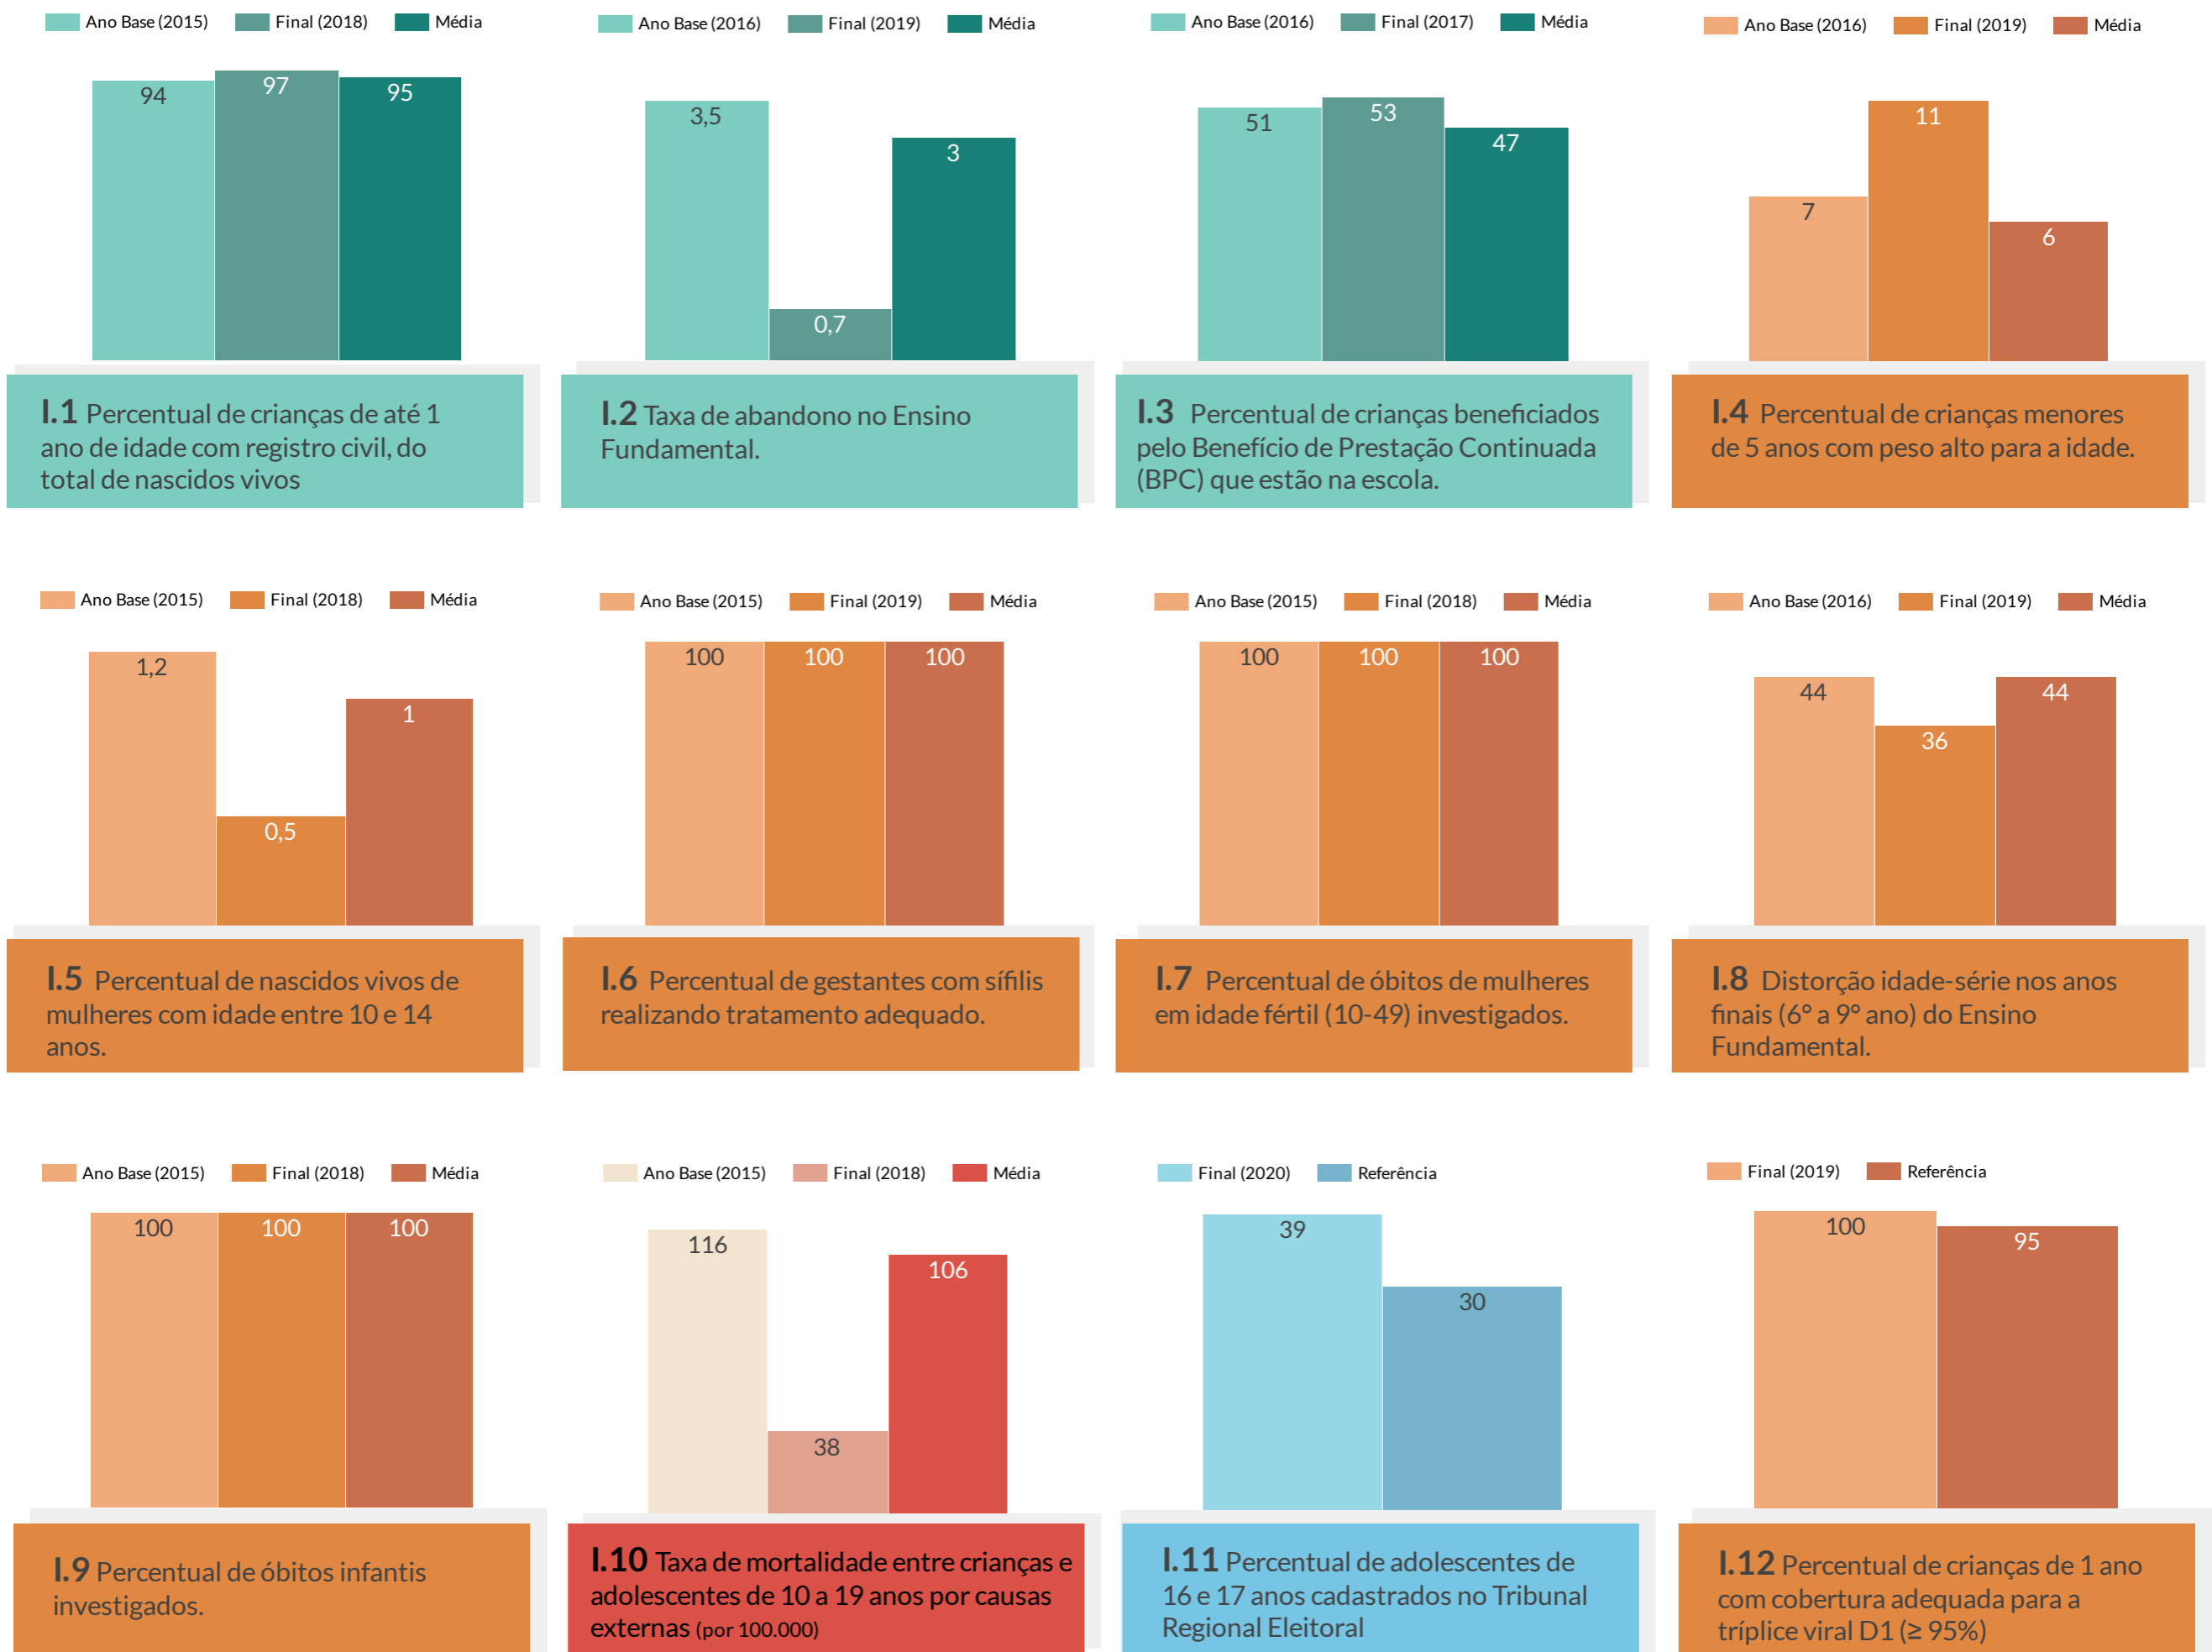 Ano Base (2015) Final (2018) Média
94 97 95
I.1 Percentual de crianças de até 1
ano de idade com registro civil, do
total de nascidos vivos
Ano Base (2016) Final (2019) Média
3,5 0,7 3
I.2 Taxa de abandono no Ensino
Fundamental.
Ano Base (2016) Final (2017) Média
51 53 47
I.3 Percentual de crianças beneficiados
pelo Benefício de Prestação Continuada
(BPC) que estão na escola.
Ano Base (2016) Final (2019) Média
7 11 6
I.4 Percentual de crianças menores
de 5 anos com peso alto para a idade.
Ano Base (2015) Final (2018) Média
1,2 0,5 1
I.5 Percentual de nascidos vivos de
mulheres com idade entre 10 e 14
anos.
Ano Base (2015) Final (2019) Média
100 100 100
I.6 Percentual de gestantes com sífilis
realizando tratamento adequado.
Ano Base (2015) Final (2018) Média
100 100 100
I.7 Percentual de óbitos de mulheres
em idade fértil (10-49) investigados.
Ano Base (2016) Final (2019) Média
44 36 44
I.8 Distorção idade-série nos anos
finais (6° a 9° ano) do Ensino
Fundamental.
Ano Base (2015) Final (2018) Média
100 100 100
I.9 Percentual de óbitos infantis
investigados.
Ano Base (2015) Final (2018) Média
116 38 106
I.10 Taxa de mortalidade entre crianças e
adolescentes de 10 a 19 anos por causas
externas (por 100.000)
Final (2020) Referência
39 30
I.11 Percentual de adolescentes de
16 e 17 anos cadastrados no Tribunal
Regional Eleitoral
Final (2019) Referência
100 95
I.12 Percentual de crianças de 1 ano
com cobertura adequada para a
tríplice viral D1 (≥ 95%)